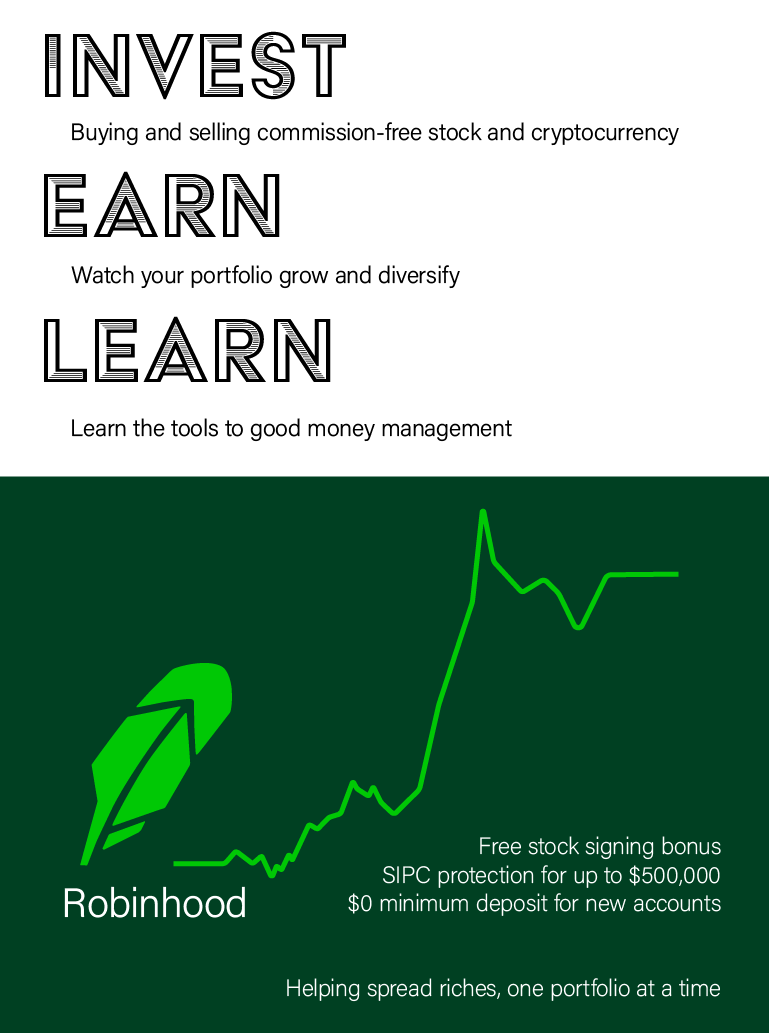 INVEST
Buying and selling commission-free stock and cryptocurrency
EARN
Watch your portfolio grow and diversify
LEARN
Learn the tools to good money management
Free stock signing bonus
SIPC protection for up to $500,000
$0 minimum deposit for new accounts
Robinhood
Helping spread riches, one portfolio at a time